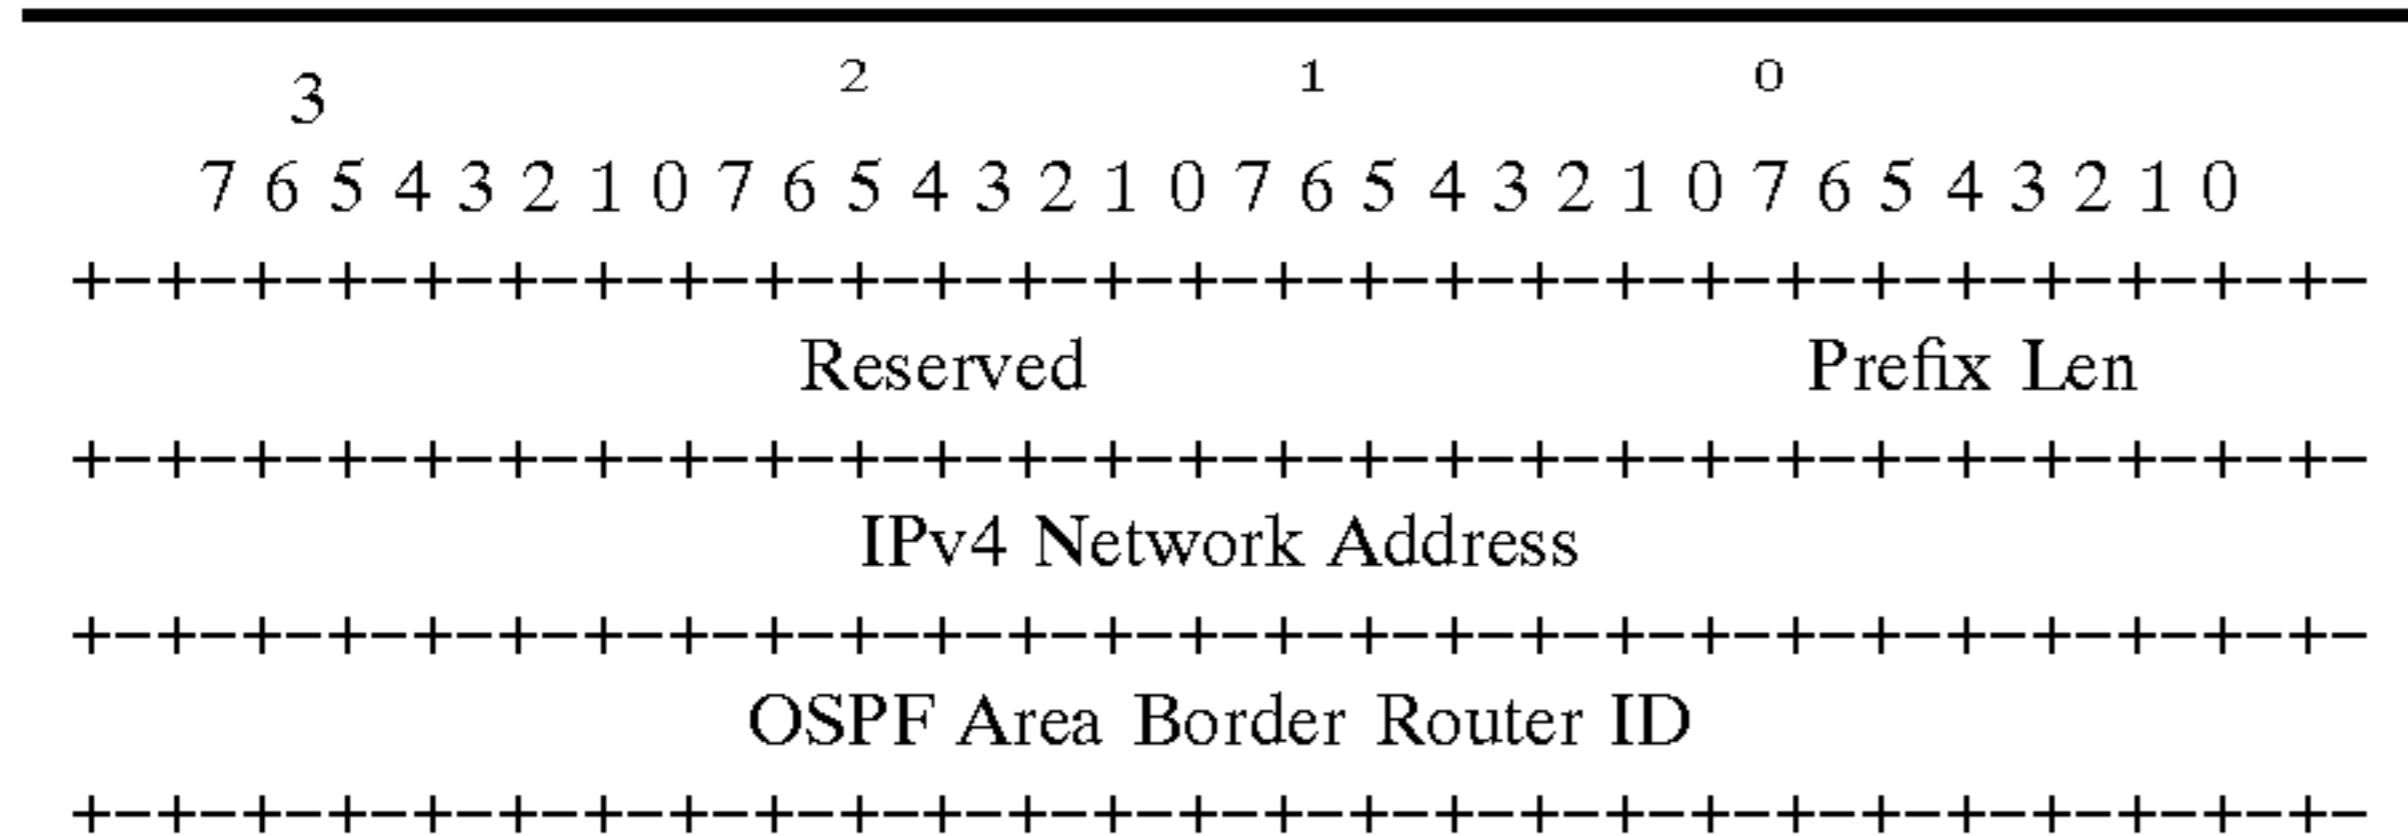 3 2 1 0
7 6 5 4 3 2 1 0 7 6 5 4 3 2 1 0 7 6 5 4 3 2 1 0 7 6 5 4 3 2 1 0
+-+-+-+-+-+-+-+-+-+-+-+-+-+-+-+-+-+-+-+-+-+-+-+-+-+-+-
Reserved Prefix Len
+-+-+-+-+-+-+-+-+-+-+-+-+-+-+-+-+-+-+-+-+-+-+-+-+-+-+-
IPv4 Network Address
+-+-+-+-+-+-+-+-+-+-+-+-+-+-+-+-+-+-+-+-+-+-+-+-+-+-+-
OSPF Area Border Router ID
+-+-+-+-+-+-+-+-+-+-+-+-+-+-+-+-+-+-+-+-+-+-+-+-+-+-+-